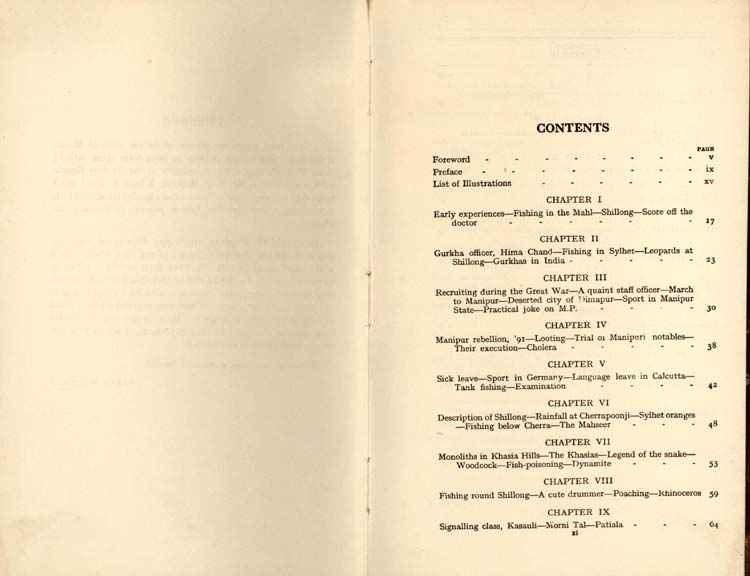 CONTENTS
PAGE
Foreword - - - - - - - - v
Preface - - - - - - - - ix
List of Illustrations - - - - - - xv
CHAPTER I
Early experiences—Fishing in the Mahl—Shillong—Score off the
doctor - - - - - - - 17
CHAPTER II
Gurkha officer, Hima Chand—Fishing in Sylhet—Leopards at
Shillong—Gurkhas in India - - - - - 23
CHAPTER III
Recruiting during the Great War—A quaint staff officer—March
to Manipur—Deserted city of Dimapur—Sport in Manipur
State—Practical joke on M.P. - - - - 30
CHAPTER IV
Manipur rebellion, '91—Looting—Trial of Manipuri notables—
Their execution—Cholera - - - - - 38
CHAPTER V
Sick leave—Sport in Germany—Language leave in Calcutta—
Tank fishing—Examination - - - - 42
CHAPTER VI
Description of Shillong—Rainfall at Cherrapoonji—Sylhet oranges
—Fishing below Cherra—The Mahseer - - - 48
CHAPTER VII
Monoliths in Khasia Hills—The Khasias—Legend of the snake—
Woodcock—Fish-poisoning—Dynamite - - - 53
CHAPTER VIII
Fishing round Shillong—A cute drummer—Poaching—Rhinoceros 59
CHAPTER IX
Signalling class, Kasauli—Morni Tal—Patiala - - - 64
xi